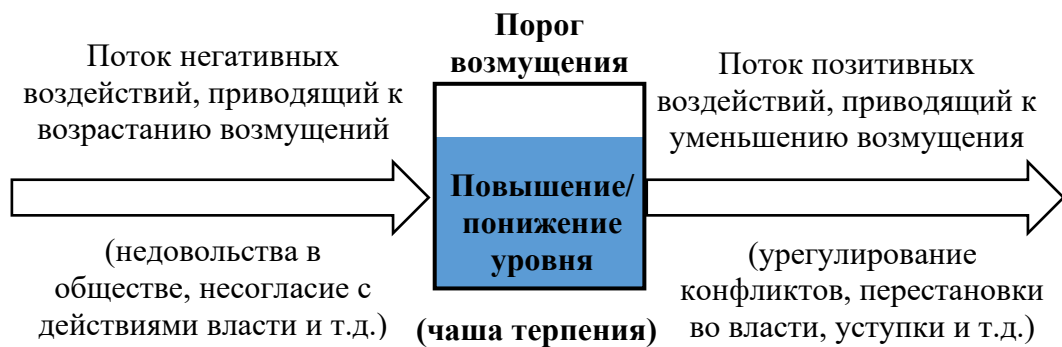 Поток негативных
воздействий, приводящий к
возрастанию возмущений
(недовольства в
обществе, несогласие с
действиями власти и т.д.)
Порог
возмущения
Повышение/
понижение
уровня
(чаша терпения)
Поток позитивных
воздействий, приводящий к
уменьшению возмущения
(урегулирование
конфликтов, перестановки
во власти, уступки и т.д.)